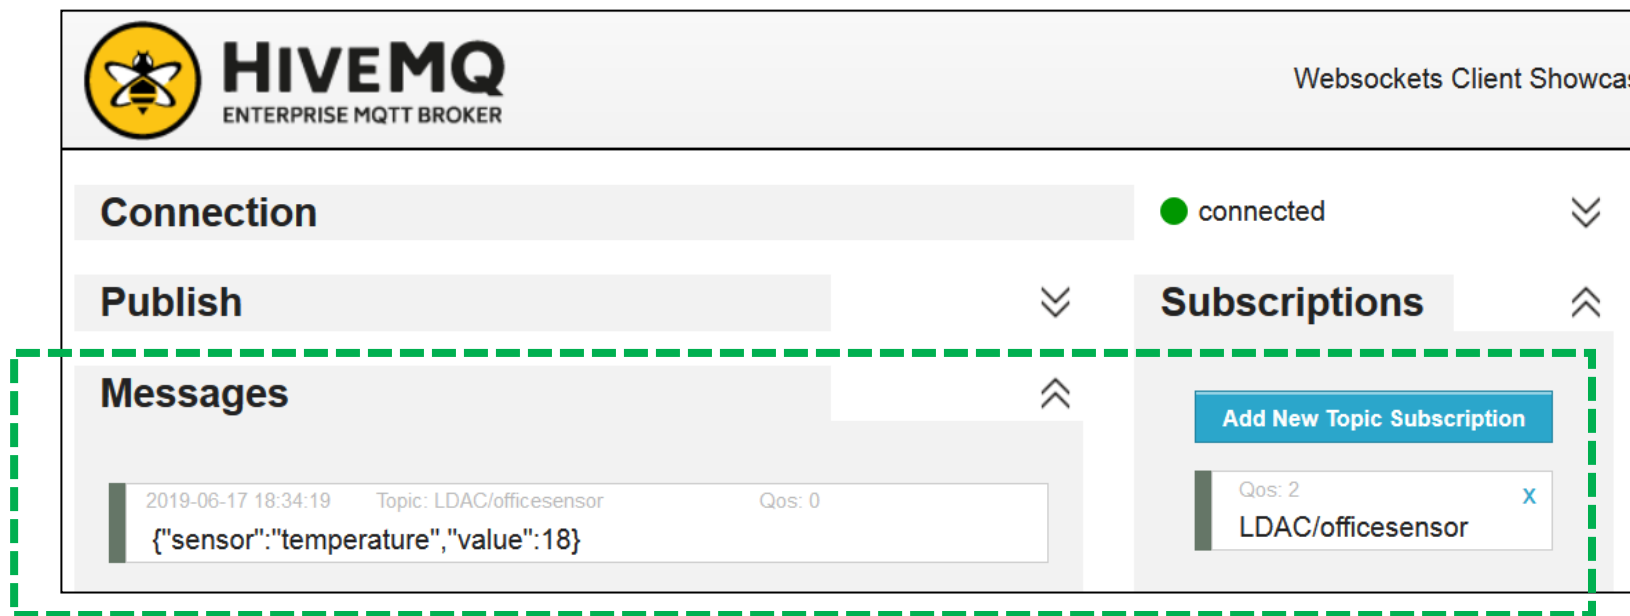 HIVEMQ
ENTERPRISE MQTT BROKER
Websockets Client Showcas
Connection
connected
Publish
Subscriptions
Messages
Add New Topic Subscription
2019-06-17 18:34:19 Topic: LDAC/officesensor Qos: 0
{"sensor":"temperature","value":18}
Qos: 2 X
LDAC/officesensor